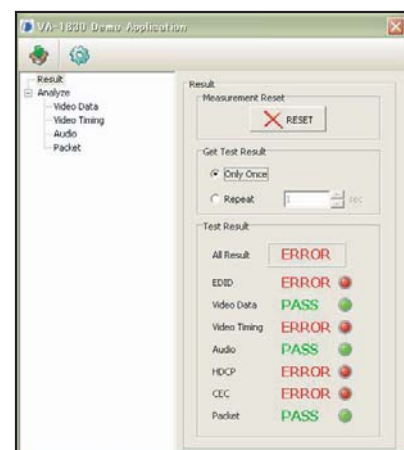 VA-1830 Demo Application
Result
Analyze
Video Data
Video Timing
Audio
Packet
Result
Measurement Reset
RESET
Get Test Result
Only Once
Repeat 1 sec
Test Result
All Result ERROR
EDID ERROR
Video Data PASS
Video Timing ERROR
Audio PASS
HDCP ERROR
CEC ERROR
Packet PASS